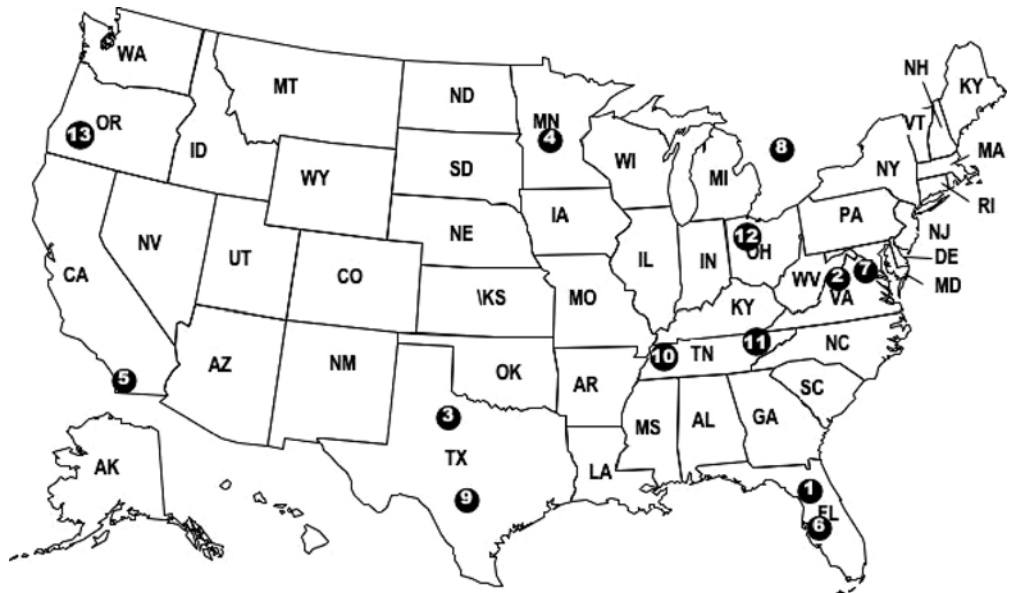 NH
WA
KY
MT
ND
VT
MN
OR
13
4
8
MA
ID
NY
WI
SD
MI
WY
RI
PA
IA
NE
12
OH
NJ
NV
UT
IL
IN
DE
CA
CO
WV
2
7
MD
VA
\KS
MO
KY
11
NC
10
TN
AZ
NM
OK
5
AR
SC
3
GA
MS
AL
TX
AK
LA
1
9
FL
6